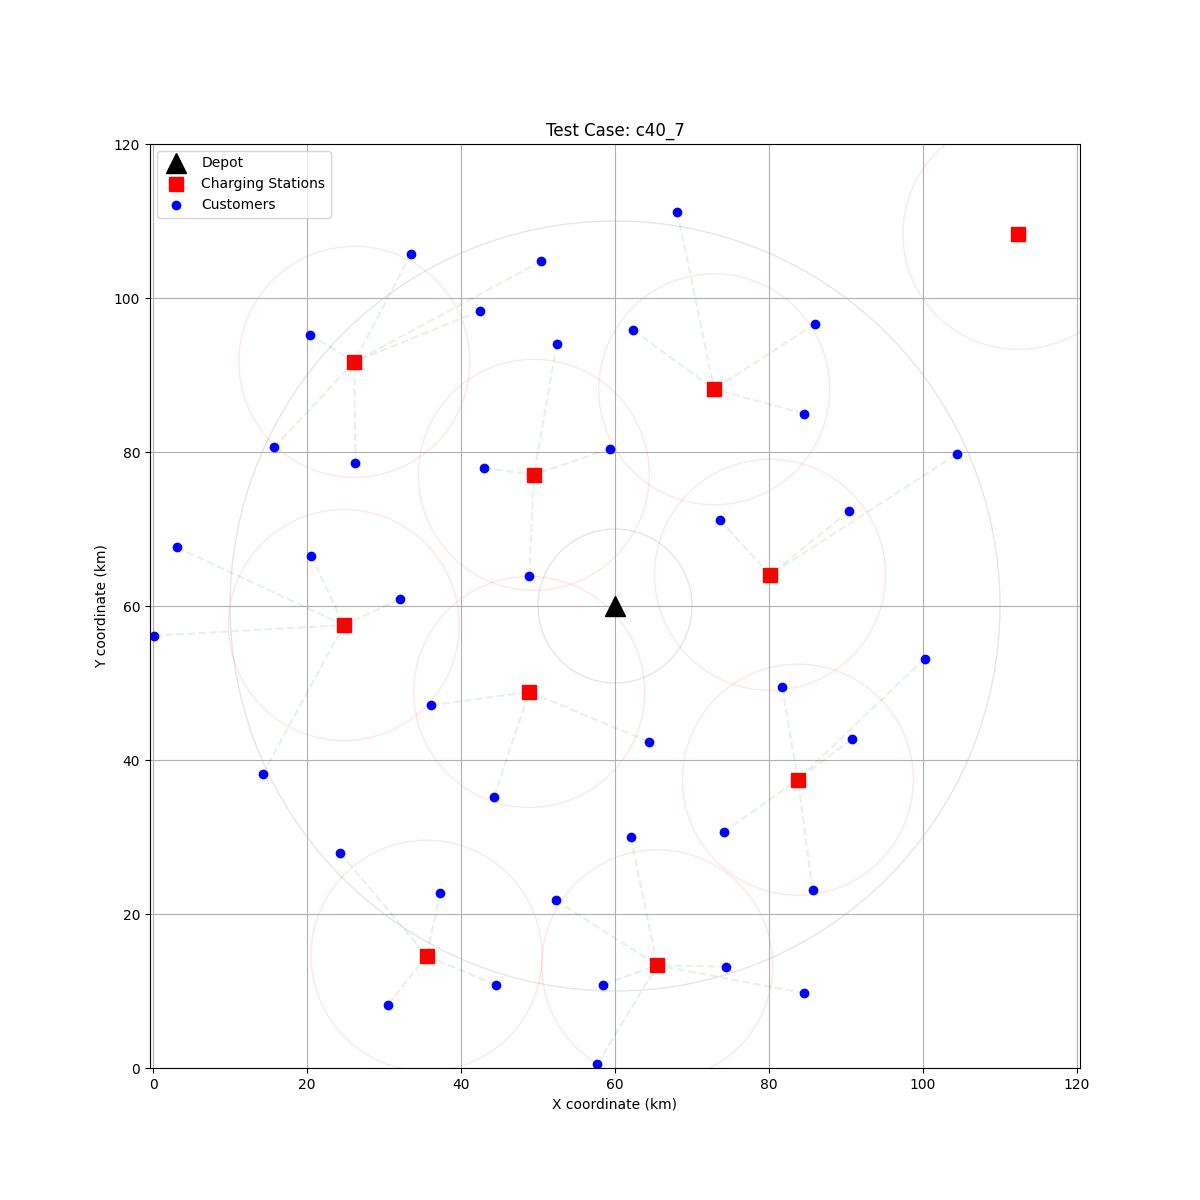 Test Case: c40_7
Depot
Charging Stations
Customers
120
100
80
60
40
20
0
Y coordinate (km)
0 20 40 60 80 100 120
X coordinate (km)